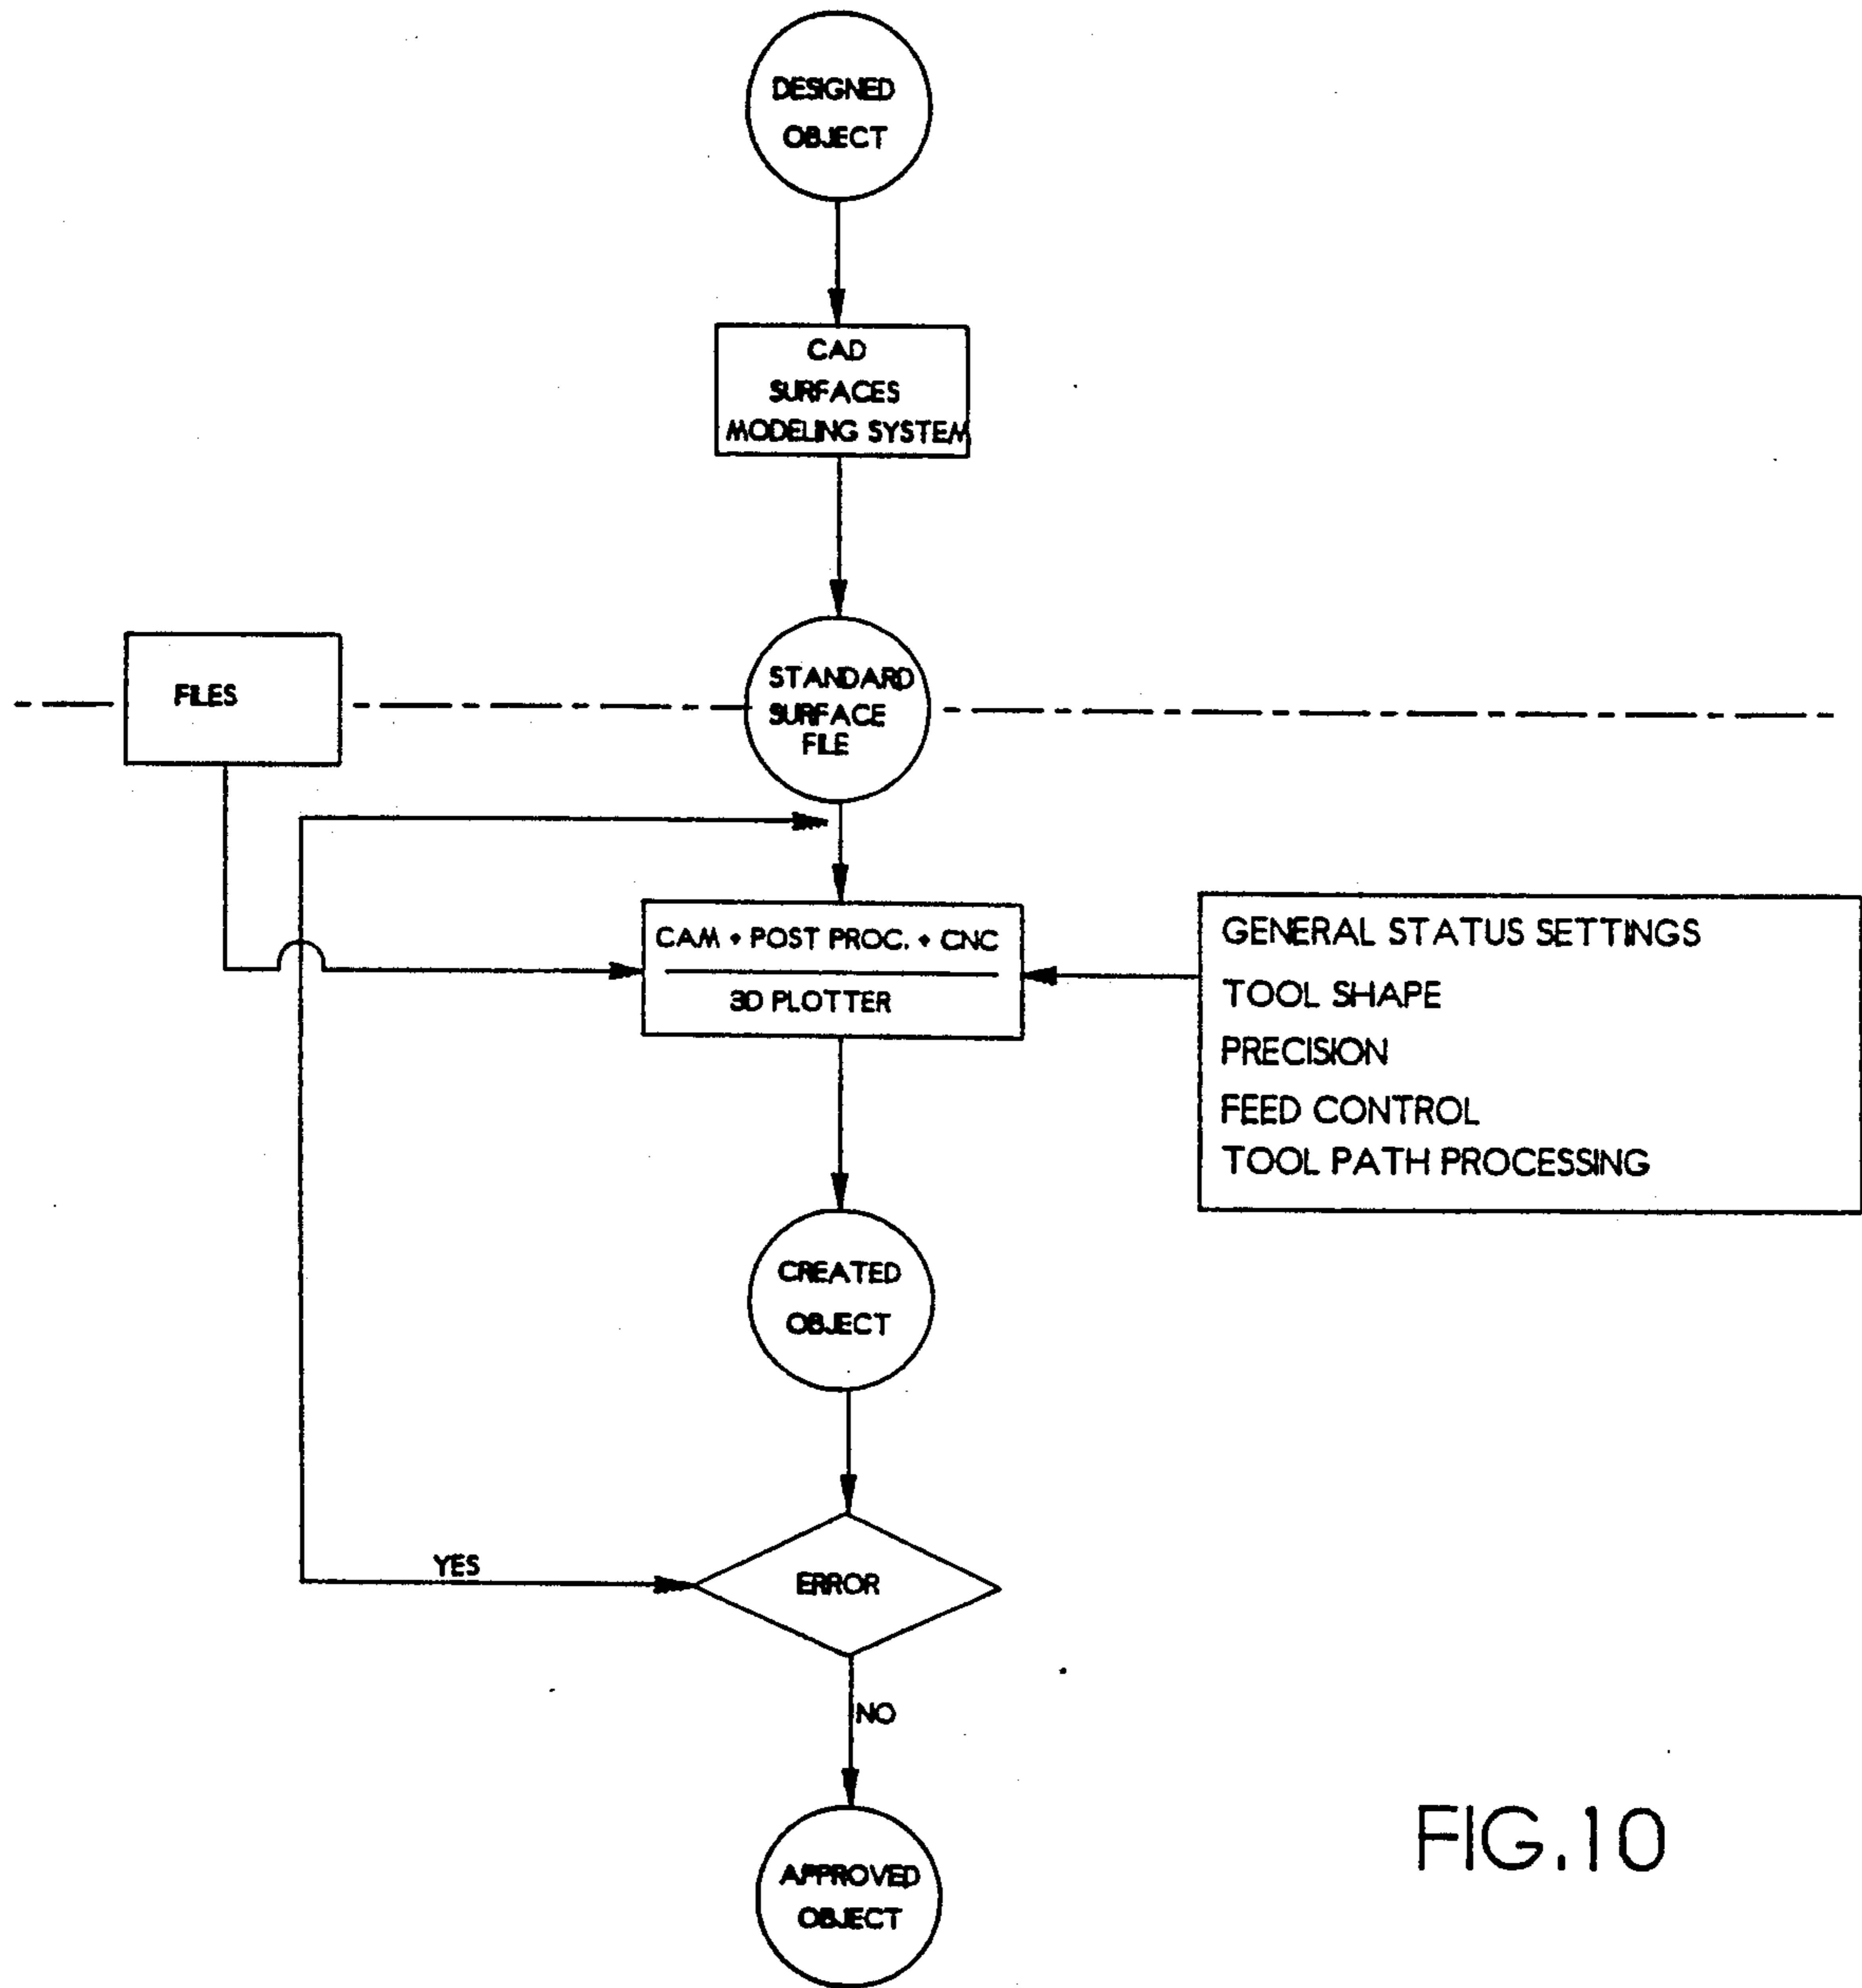 DESIGNED
OBJECT
CAD
SURFACES
MODELING SYSTEM
FILES
STANDARD
SURFACE
FILE
CAM + POST PROC. + CNC
3D PLOTTER
GENERAL STATUS SETTINGS
TOOL SHAPE
PRECISION
FEED CONTROL
TOOL PATH PROCESSING
CREATED
OBJECT
YES
ERROR
NO
APPROVED
OBJECT
FIG.10